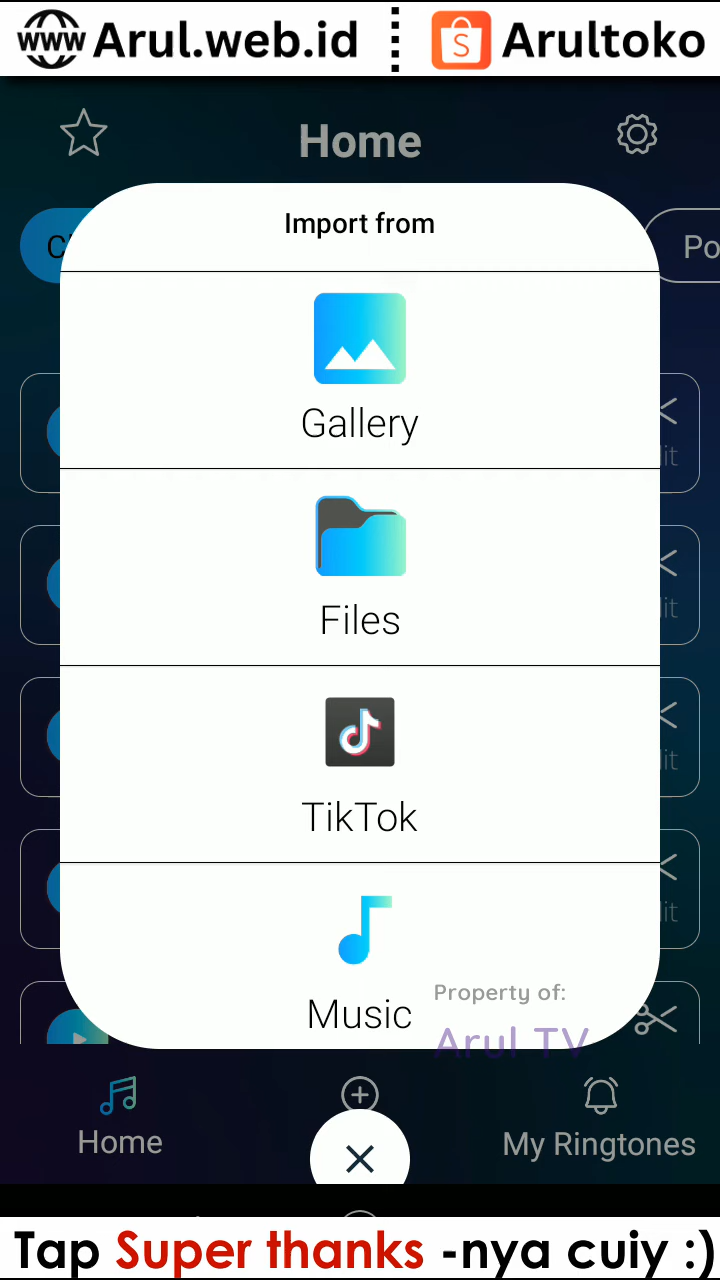 WWW Arul.web.id
S Arultoko
Home
Import from
Gallery
Files
TikTok
Music
Property of:
Arul TV
Home
My Ringtones
Tap Super thanks -nya cuiy :)